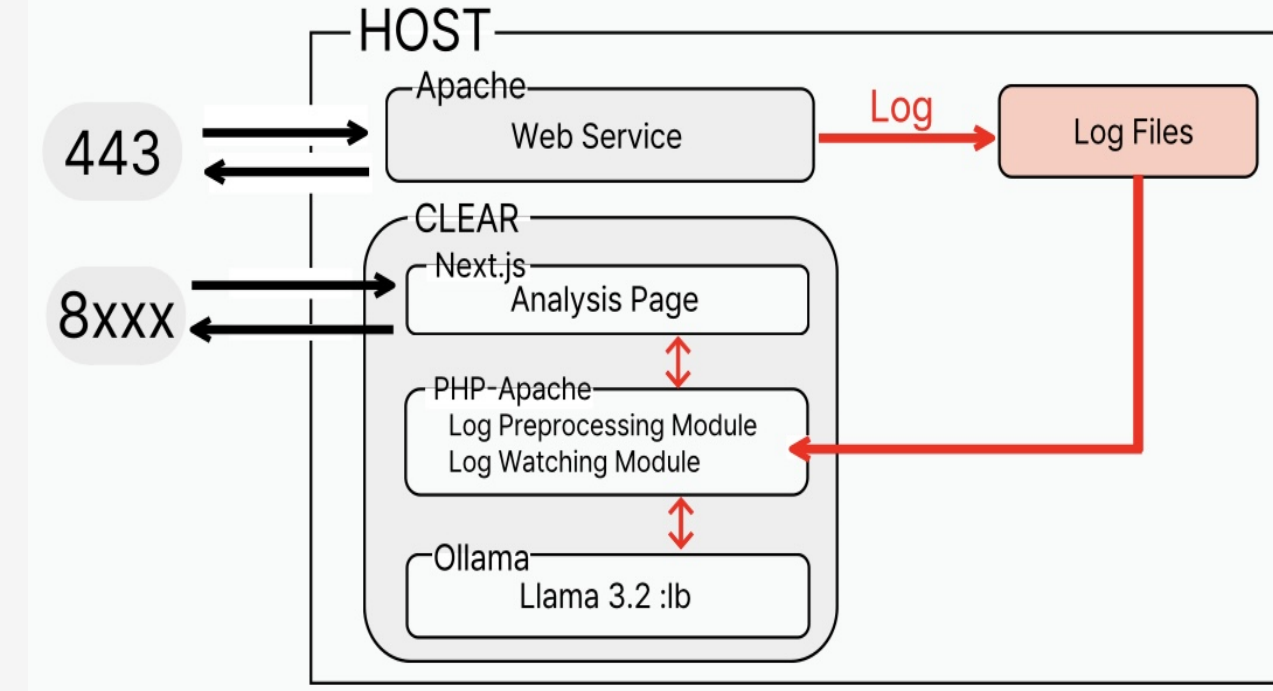 HOST
Apache
Web Service
Log
Log Files
443
CLEAR
Next.js
Analysis Page
8xxx
PHP-Apache
Log Preprocessing Module
Log Watching Module
Ollama
Llama 3.2 :lb